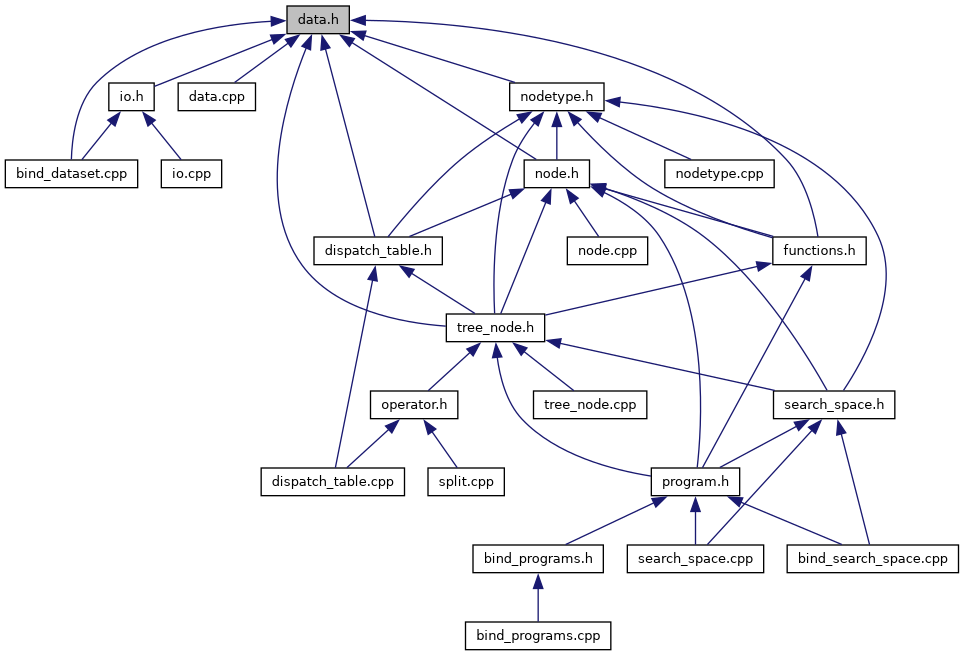 data.h
io.h
data.cpp
nodetype.h
bind_dataset.cpp
io.cpp
node.h
nodetype.cpp
dispatch_table.h
node.cpp
functions.h
tree_node.h
operator.h
tree_node.cpp
search_space.h
dispatch_table.cpp
split.cpp
program.h
bind_programs.h
search_space.cpp
bind_search_space.cpp
bind_programs.cpp